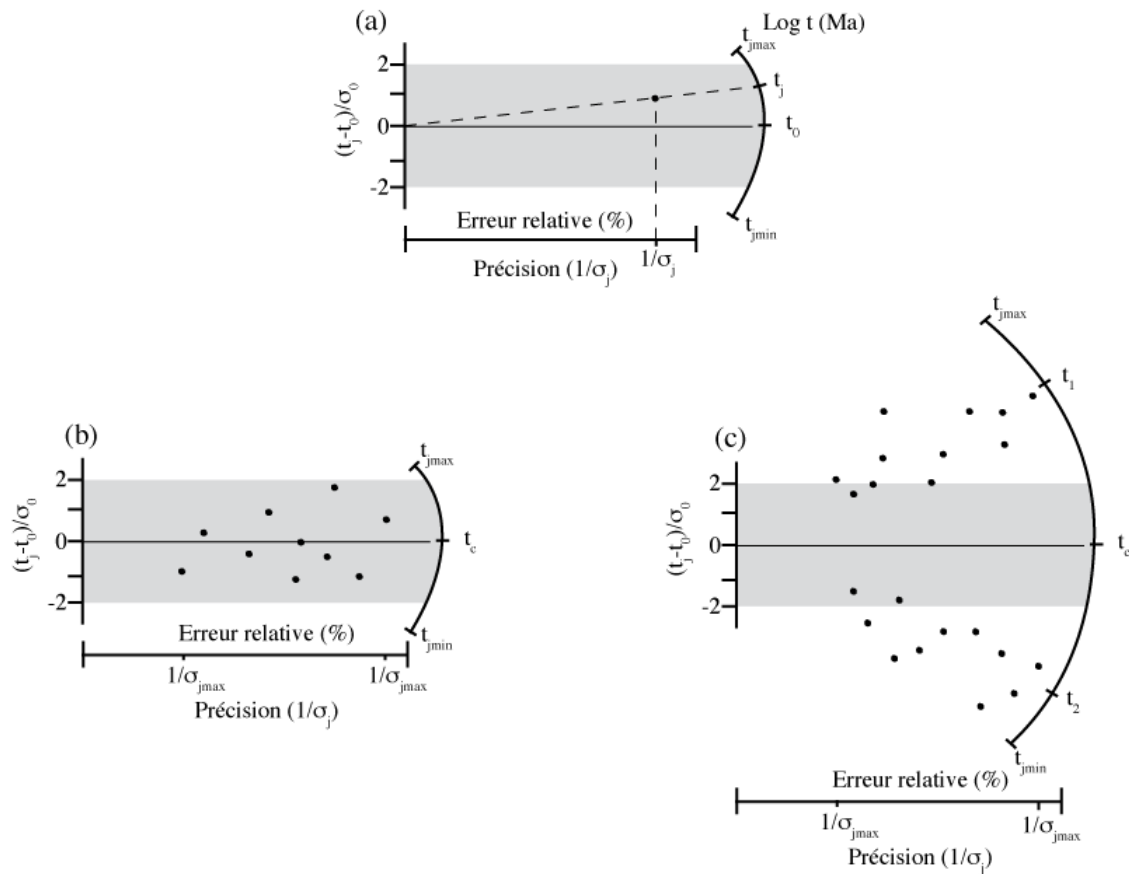 (a)
Log t (Ma)
t_jmax
t_j
t_0
t_jmin
2
0
-2
(t_j-t_0)/σ_0
Erreur relative (%)
1/σ_j
Précision (1/σ_j)
(b)
t_jmax
t_c
t_jmin
2
0
-2
(t_j-t_0)/σ_0
Erreur relative (%)
1/σ_jmax
1/σ_jmax
Précision (1/σ_j)
(c)
t_jmax
t_1
t_c
t_2
t_jmin
2
0
-2
(t_j-t_0)/σ_0
Erreur relative (%)
1/σ_jmax
1/σ_jmax
Précision (1/σ_j)